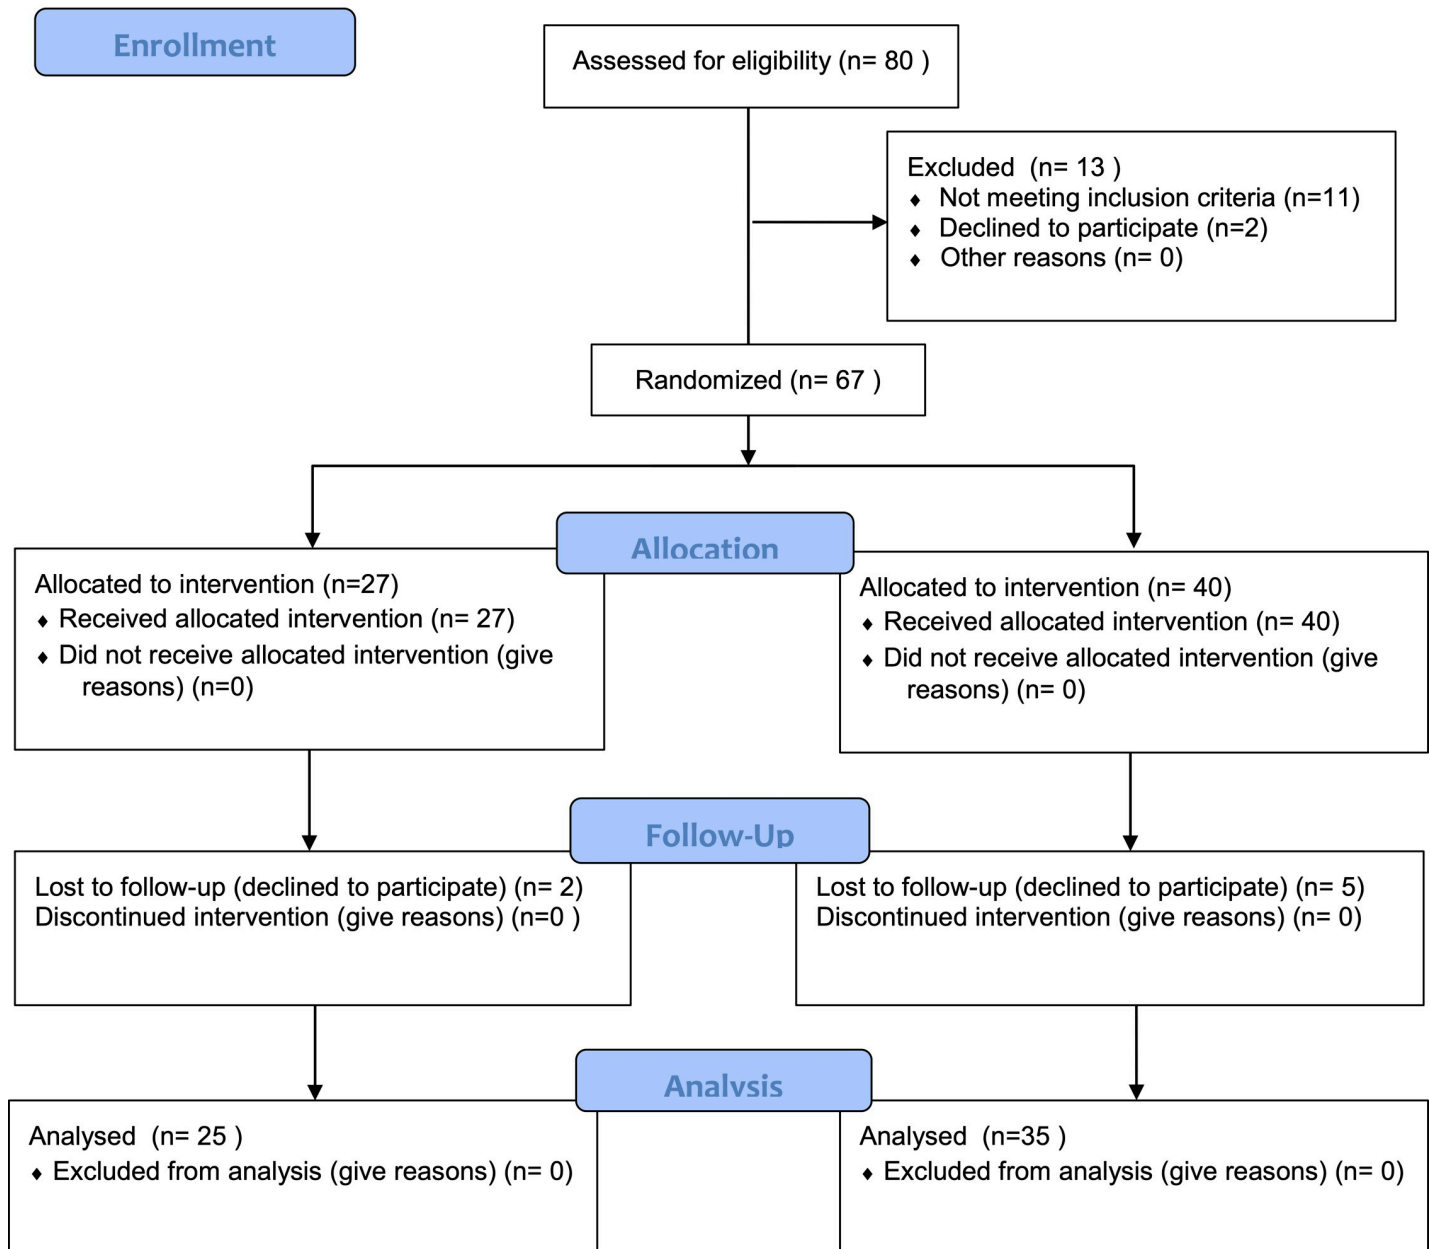 Enrollment
Assessed for eligibility (n= 80 )
Excluded  (n= 13 )
♦ Not meeting inclusion criteria (n=11)
♦ Declined to participate (n=2)
♦ Other reasons (n= 0)
Randomized (n= 67 )
Allocation
Allocated to intervention (n=27)
♦ Received allocated intervention (n= 27)
♦ Did not receive allocated intervention (give
reasons) (n=0)
Allocated to intervention (n= 40)
♦ Received allocated intervention (n= 40)
♦ Did not receive allocated intervention (give
reasons) (n= 0)
Follow-Up
Lost to follow-up (declined to participate) (n= 2)
Discontinued intervention (give reasons) (n=0 )
Lost to follow-up (declined to participate) (n= 5)
Discontinued intervention (give reasons) (n= 0)
Analysis
Analysed  (n= 25 )
♦ Excluded from analysis (give reasons) (n= 0)
Analysed  (n=35 )
♦ Excluded from analysis (give reasons) (n= 0)